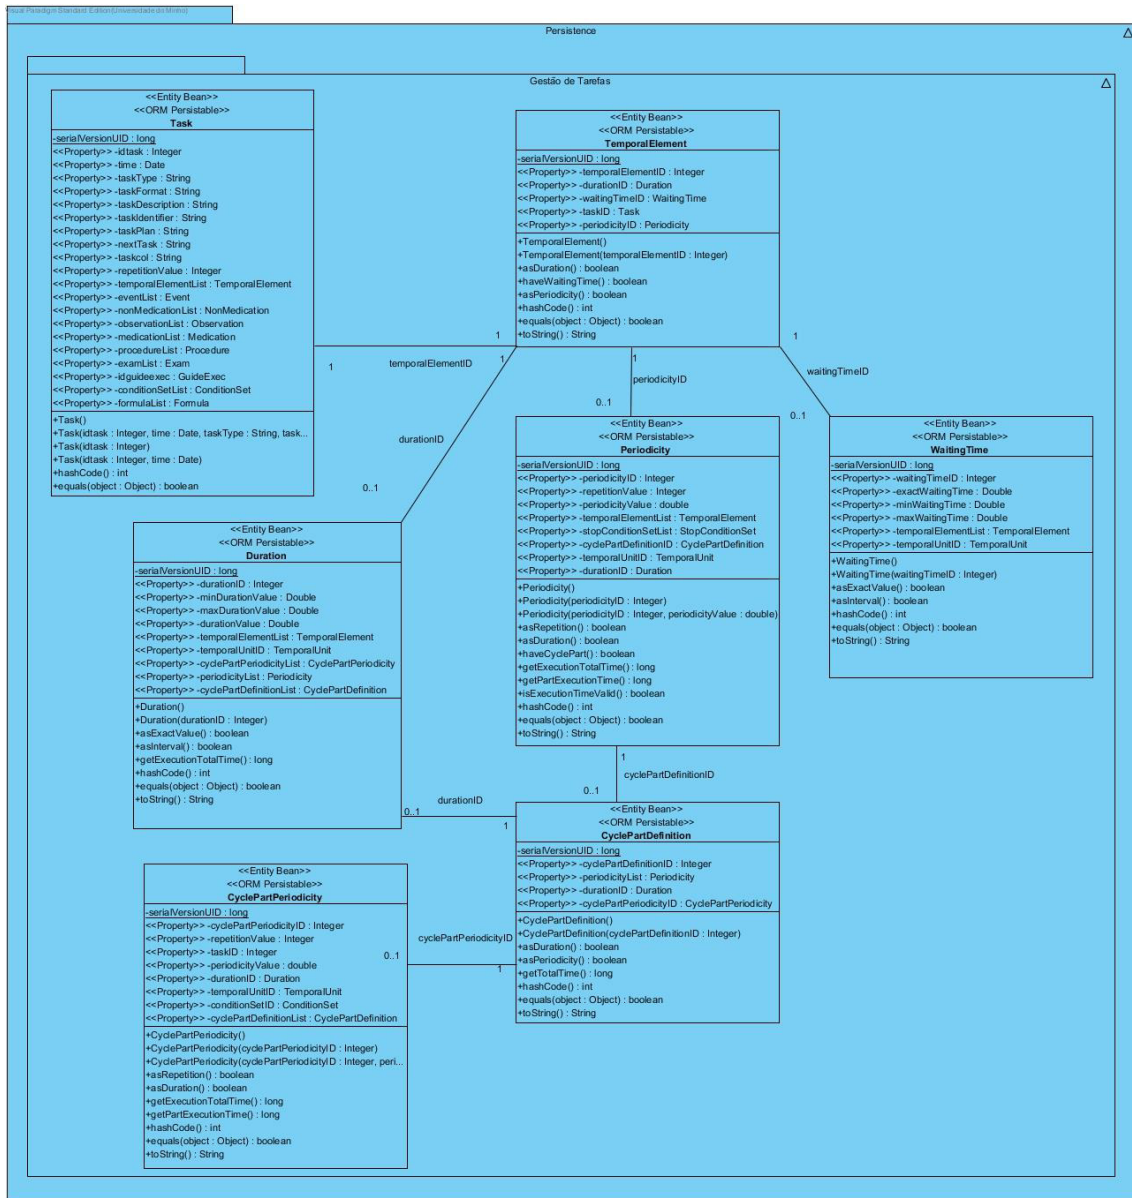 Visual Paradigm Standard Edition(Universidade do Minho)
Persistence
Gestão de Tarefas
<<Entity Bean>>
<<ORM Persistable>>
Task
-serialVersionUID : long
<<Property>> -idtask : Integer
<<Property>> -time : Date
<<Property>> -taskType : String
<<Property>> -taskFormat : String
<<Property>> -taskDescription : String
<<Property>> -taskIdentifier : String
<<Property>> -taskPlan : String
<<Property>> -nextTask : String
<<Property>> -taskcol : String
<<Property>> -repetitionValue : Integer
<<Property>> -temporalElementList : TemporalElement
<<Property>> -eventList : Event
<<Property>> -nonMedicationList : NonMedication
<<Property>> -observationList : Observation
<<Property>> -medicationList : Medication
<<Property>> -procedureList : Procedure
<<Property>> -examList : Exam
<<Property>> -idguideexec : GuideExec
<<Property>> -conditionSetList : ConditionSet
<<Property>> -formulaList : Formula
+Task()
+Task(idtask : Integer, time : Date, taskType : String, task...
+Task(idtask : Integer)
+Task(idtask : Integer, time : Date)
+hashCode() : int
+equals(object : Object) : boolean
<<Entity Bean>>
<<ORM Persistable>>
TemporalElement
-serialVersionUID : long
<<Property>> -temporalElementID : Integer
<<Property>> -durationID : Duration
<<Property>> -waitingTimeID : WaitingTime
<<Property>> -taskID : Task
<<Property>> -periodicityID : Periodicity
+TemporalElement()
+TemporalElement(temporalElementID : Integer)
+asDuration() : boolean
+haveWaitingTime() : boolean
+asPeriodicity() : boolean
+hashCode() : int
+equals(object : Object) : boolean
+toString() : String
1
temporalElementID
1
1
durationID
0..1
1
periodicityID
0..1
1
waitingTimeID
0..1
<<Entity Bean>>
<<ORM Persistable>>
Periodicity
-serialVersionUID : long
<<Property>> -periodicityID : Integer
<<Property>> -repetitionValue : Integer
<<Property>> -periodicityValue : double
<<Property>> -temporalElementList : TemporalElement
<<Property>> -stopConditionSetList : StopConditionSet
<<Property>> -cyclePartDefinitionID : CyclePartDefinition
<<Property>> -temporalUnitID : TemporalUnit
<<Property>> -durationID : Duration
+Periodicity()
+Periodicity(periodicityID : Integer)
+Periodicity(periodicityID : Integer, periodicityValue : double)
+asRepetition() : boolean
+asDuration() : boolean
+haveCyclePart() : boolean
+getExecutionTotalTime() : long
+getPartExecutionTime() : long
+isExecutionTimeValid() : boolean
+hashCode() : int
+equals(object : Object) : boolean
+toString() : String
<<Entity Bean>>
<<ORM Persistable>>
WaitingTime
-serialVersionUID : long
<<Property>> -waitingTimeID : Integer
<<Property>> -exactWaitingTime : Double
<<Property>> -minWaitingTime : Double
<<Property>> -maxWaitingTime : Double
<<Property>> -temporalElementList : TemporalElement
<<Property>> -temporalUnitID : TemporalUnit
+WaitingTime()
+WaitingTime(waitingTimeID : Integer)
+asExactValue() : boolean
+asInterval() : boolean
+hashCode() : int
+equals(object : Object) : boolean
+toString() : String
<<Entity Bean>>
<<ORM Persistable>>
Duration
-serialVersionUID : long
<<Property>> -durationID : Integer
<<Property>> -minDurationValue : Double
<<Property>> -maxDurationValue : Double
<<Property>> -durationValue : Double
<<Property>> -temporalElementList : TemporalElement
<<Property>> -temporalUnitID : TemporalUnit
<<Property>> -cyclePartPeriodicityList : CyclePartPeriodicity
<<Property>> -periodicityList : Periodicity
<<Property>> -cyclePartDefinitionList : CyclePartDefinition
+Duration()
+Duration(durationID : Integer)
+asExactValue() : boolean
+asInterval() : boolean
+getExecutionTotalTime() : long
+hashCode() : int
+equals(object : Object) : boolean
+toString() : String
1
cyclePartDefinitionID
0..1
durationID
0..1
1
<<Entity Bean>>
<<ORM Persistable>>
CyclePartDefinition
-serialVersionUID : long
<<Property>> -cyclePartDefinitionID : Integer
<<Property>> -periodicityList : Periodicity
<<Property>> -durationID : Duration
<<Property>> -cyclePartPeriodicityID : CyclePartPeriodicity
+CyclePartDefinition()
+CyclePartDefinition(cyclePartDefinitionID : Integer)
+asDuration() : boolean
+asPeriodicity() : boolean
+getTotalTime() : long
+hashCode() : int
+equals(object : Object) : boolean
+toString() : String
<<Entity Bean>>
<<ORM Persistable>>
CyclePartPeriodicity
-serialVersionUID : long
<<Property>> -cyclePartPeriodicityID : Integer
<<Property>> -repetitionValue : Integer
<<Property>> -taskID : Integer
<<Property>> -periodicityValue : double
<<Property>> -durationID : Duration
<<Property>> -temporalUnitID : TemporalUnit
<<Property>> -conditionSetID : ConditionSet
<<Property>> -cyclePartDefinitionList : CyclePartDefinition
+CyclePartPeriodicity()
+CyclePartPeriodicity(cyclePartPeriodicityID : Integer)
+CyclePartPeriodicity(cyclePartPeriodicityID : Integer, peri...
+asRepetition() : boolean
+asDuration() : boolean
+getExecutionTotalTime() : long
+getPartExecutionTime() : long
+hashCode() : int
+equals(object : Object) : boolean
+toString() : String
cyclePartPeriodicityID
0..1
1